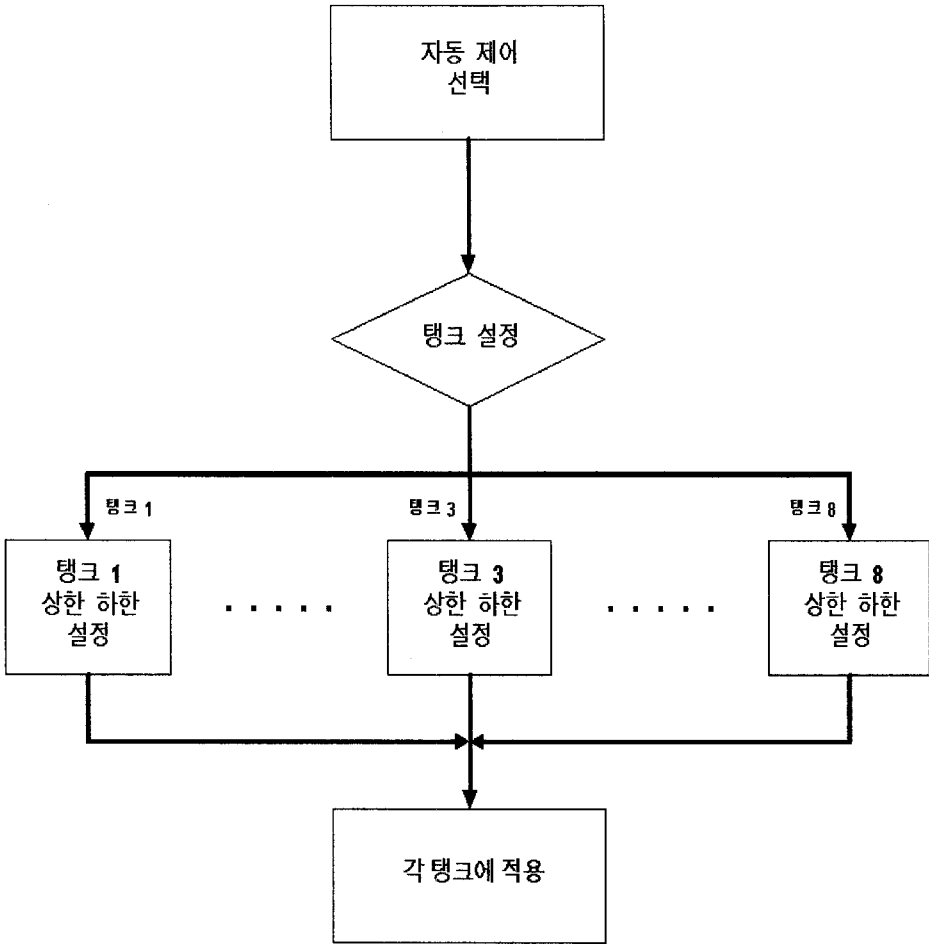 자동 제어
선택
탱크 설정
탱크 1
탱크 3
탱크 8
탱크 1
상한 하한
설정
탱크 3
상한 하한
설정
탱크 8
상한 하한
설정
각 탱크에 적용